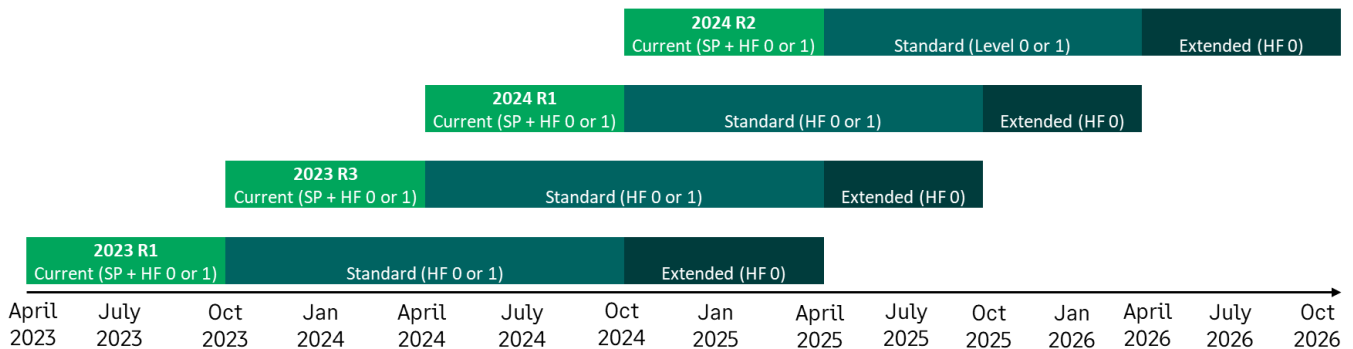 2024 R2
Current (SP + HF 0 or 1)
Standard (Level 0 or 1)
Extended (HF 0)
2024 R1
Current (SP + HF 0 or 1)
Standard (HF 0 or 1)
Extended (HF 0)
2023 R3
Current (SP + HF 0 or 1)
Standard (HF 0 or 1)
Extended (HF 0)
2023 R1
Current (SP + HF 0 or 1)
Standard (HF 0 or 1)
Extended (HF 0)
April
2023
July
2023
Oct
2023
Jan
2024
April
2024
July
2024
Oct
2024
Jan
2025
April
2025
July
2025
Oct
2025
Jan
2026
April
2026
July
2026
Oct
2026